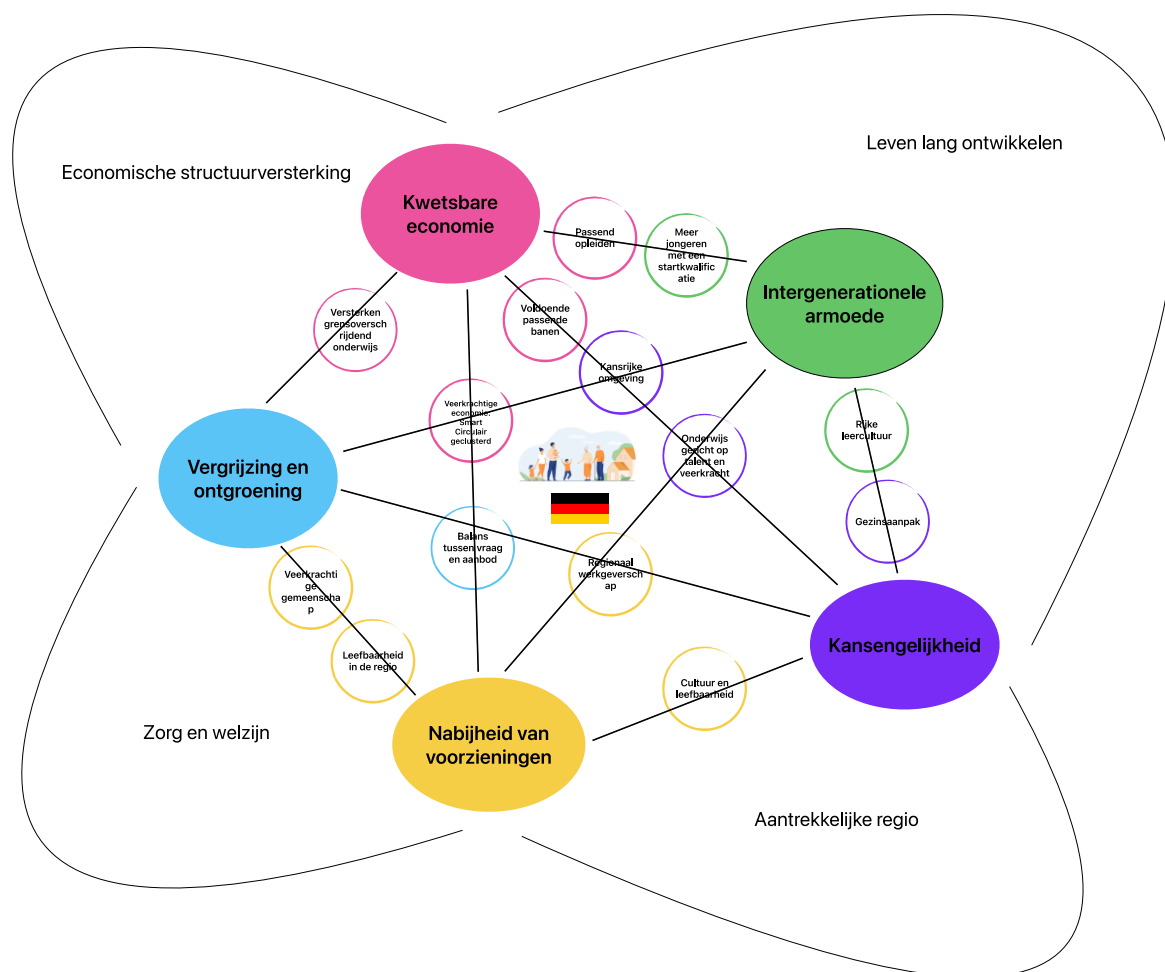 Leven lang ontwikkelen
Economische structuurversterking
Kwetsbare
economie
Passend
opleiden
Meer
jongeren
met een
startkwalific
atie
Intergenerationele
armoede
Versterken
grensoversch
rijdend
onderwijs
Voldoende
passende
banen
Kansrijke
omgeving
Veerkrachtige
economie:
Smart
Circulair
geclusterd
Onderwijs
gericht op
talent en
veerkracht
Rijke
leercultuur
Vergrijzing en
ontgroening
Gezinsaanpak
Balans
tussen vraag
en aanbod
Regionaal
werkgeversch
ap
Veerkrachti
ge
gemeenscha
p
Leefbaarheid
in de regio
Kansengelijkheid
Cultuur en
leefbaarheid
Zorg en welzijn
Nabijheid van
voorzieningen
Aantrekkelijke regio